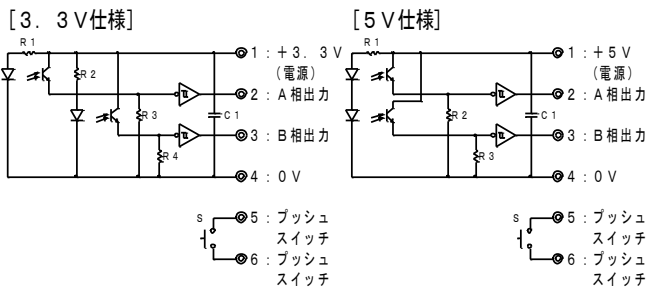 [3．3V仕様]
R1
R2
R3
R4
C1
1：＋3．3V
(電源)
2：A相出力
3：B相出力
4：0V
S
5：プッシュ
スイッチ
6：プッシュ
スイッチ
[5V仕様]
R1
R2
R3
C1
1：＋5V
(電源)
2：A相出力
3：B相出力
4：0V
S
5：プッシュ
スイッチ
6：プッシュ
スイッチ